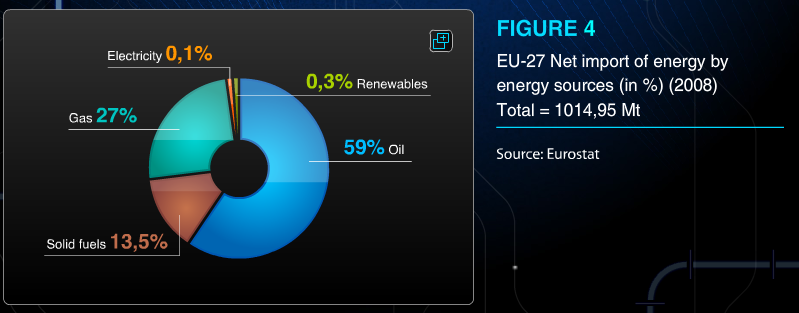 Electricity 0,1%
0,3% Renewables
Gas 27%
59% Oil
Solid fuels 13,5%
FIGURE 4
EU-27 Net import of energy by
energy sources (in %) (2008)
Total = 1014,95 Mt
Source: Eurostat